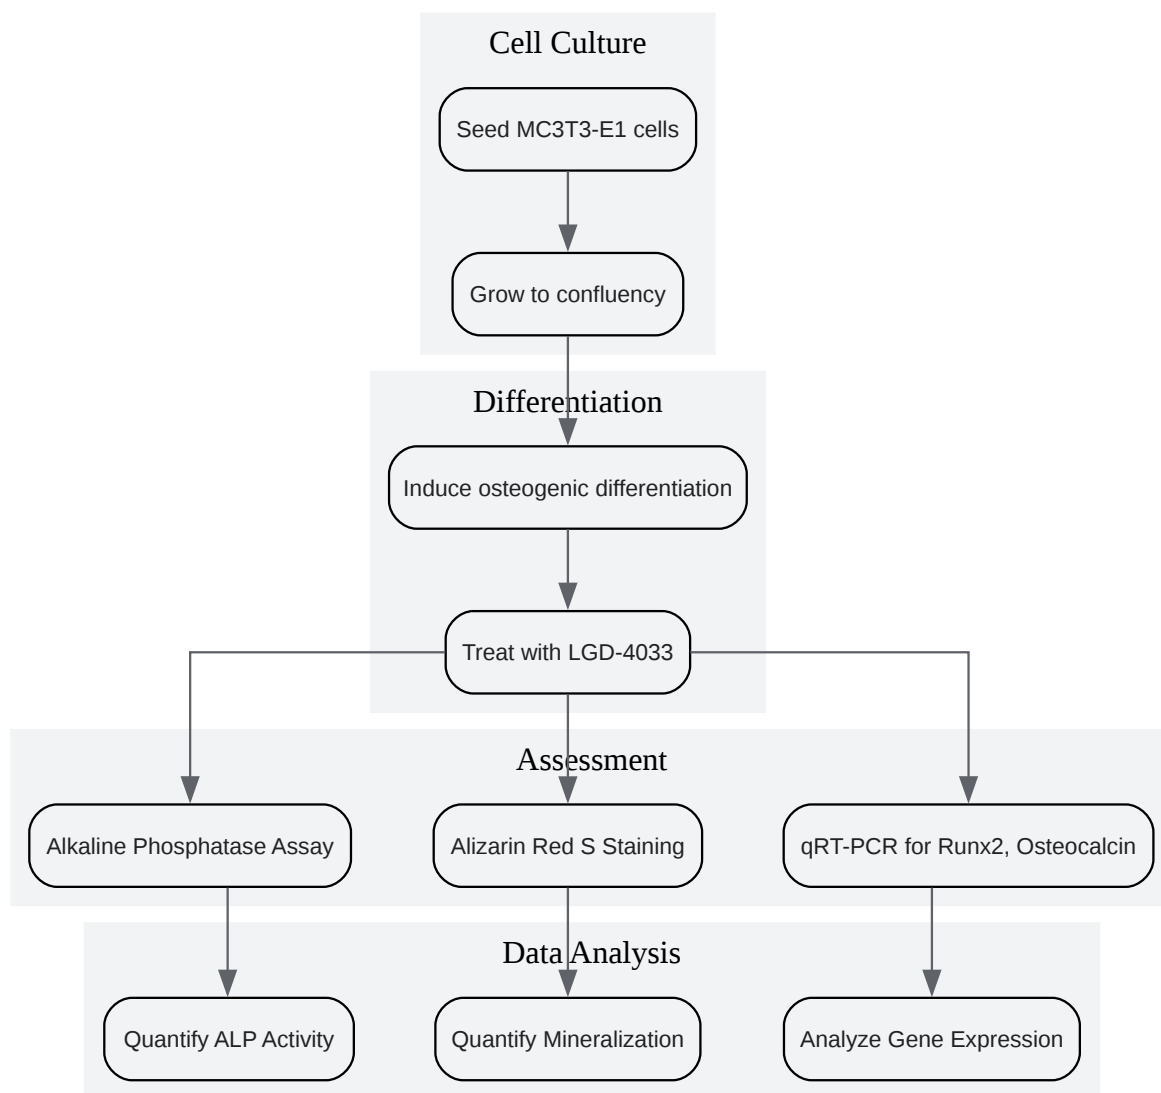 Cell Culture
Seed MC3T3-E1 cells
Grow to confluency
Differentiation
Induce osteogenic differentiation
Treat with LGD-4033
Assessment
Alkaline Phosphatase Assay
Alizarin Red S Staining
qRT-PCR for Runx2, Osteocalcin
Data Analysis
Quantify ALP Activity
Quantify Mineralization
Analyze Gene Expression